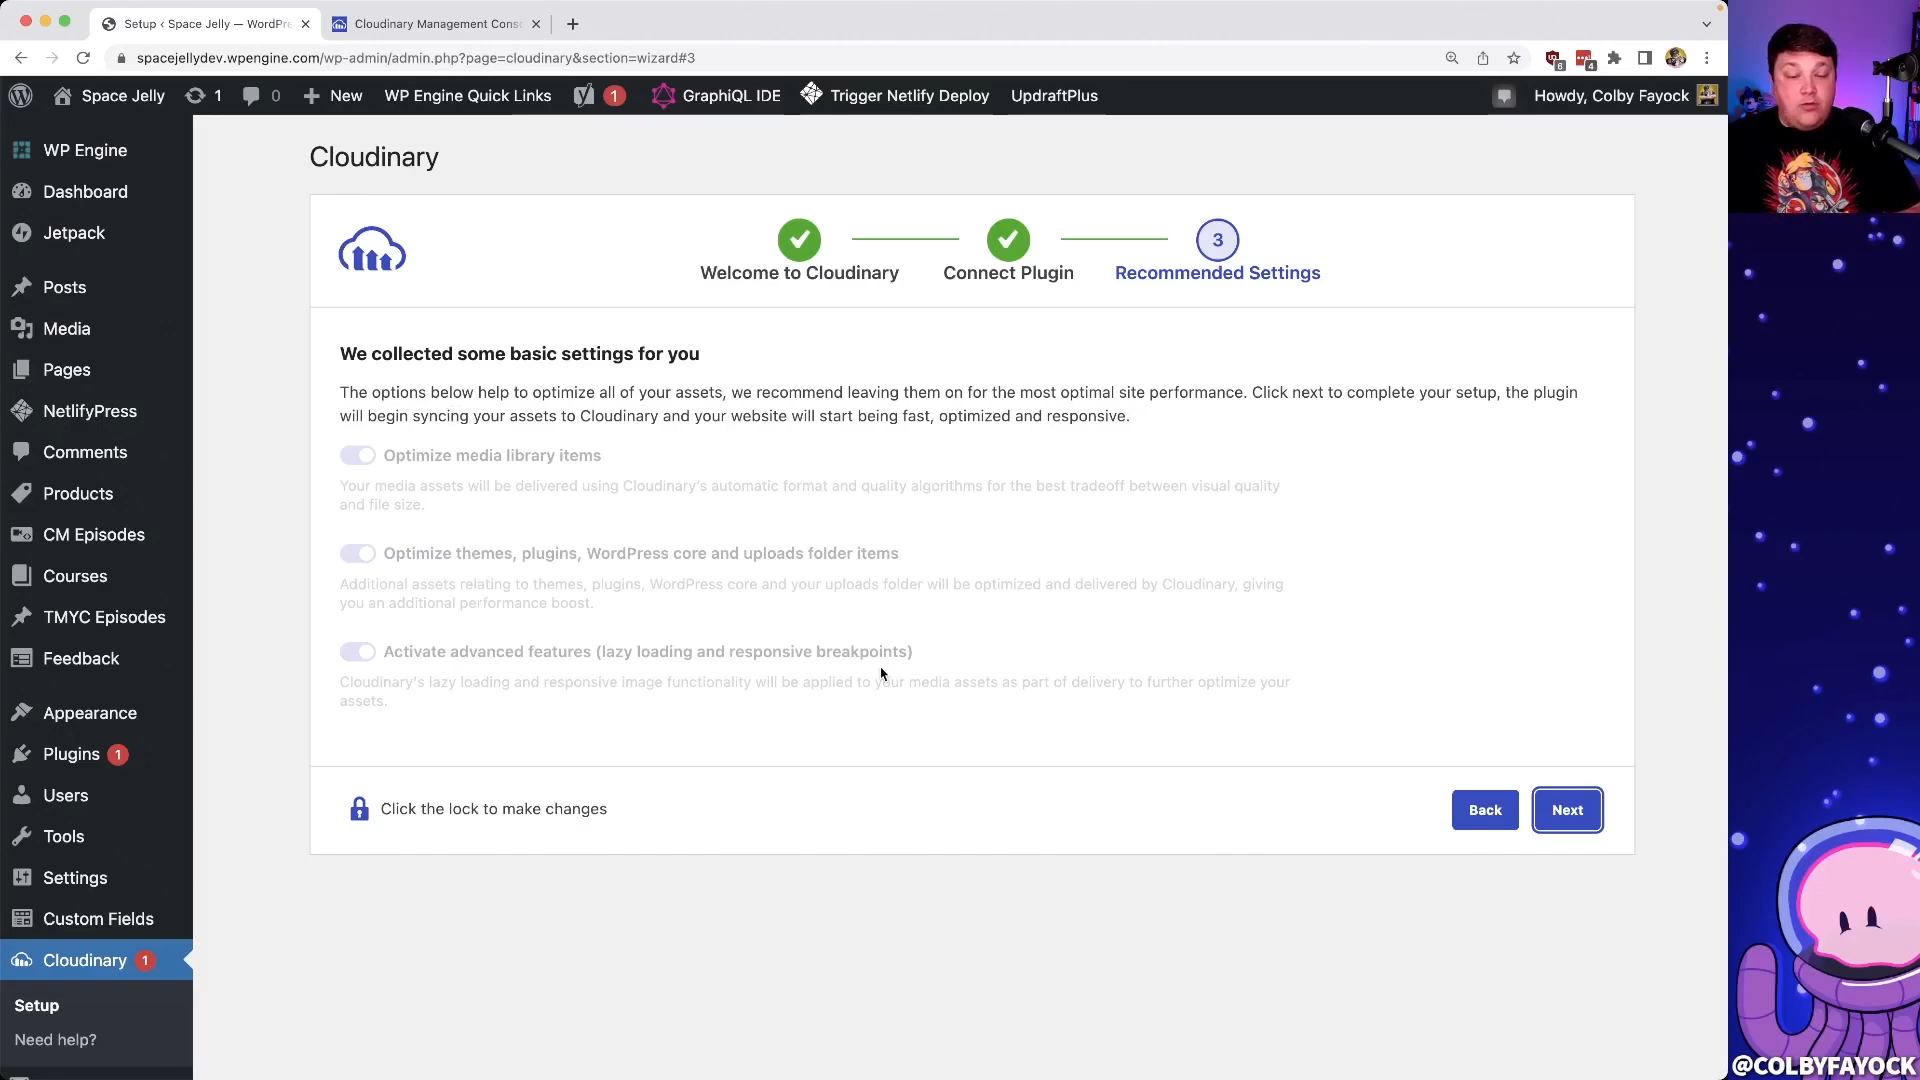 Setup ‹ Space Jelly — WordPre
Cloudinary Management Cons
spacejellydev.wpengine.com/wp-admin/admin.php?page=cloudinary&section=wizard#3
6
4
Space Jelly
1
0
New
WP Engine Quick Links
1
GraphiQL IDE
Trigger Netlify Deploy
UpdraftPlus
Howdy, Colby Fayock
WP Engine
Dashboard
Jetpack
Posts
Media
Pages
NetlifyPress
Comments
Products
CM Episodes
Courses
TMYC Episodes
Feedback
Appearance
Plugins 1
Users
Tools
Settings
Custom Fields
Cloudinary 1
Setup
Need help?
Cloudinary
3
Welcome to Cloudinary
Connect Plugin
Recommended Settings
We collected some basic settings for you
The options below help to optimize all of your assets, we recommend leaving them on for the most optimal site performance. Click next to complete your setup, the plugin
will begin syncing your assets to Cloudinary and your website will start being fast, optimized and responsive.
Optimize media library items
Your media assets will be delivered using Cloudinary's automatic format and quality algorithms for the best tradeoff between visual quality
and file size.
Optimize themes, plugins, WordPress core and uploads folder items
Additional assets relating to themes, plugins, WordPress core and your uploads folder will be optimized and delivered by Cloudinary, giving
you an additional performance boost.
Activate advanced features (lazy loading and responsive breakpoints)
Cloudinary's lazy loading and responsive image functionality will be applied to your media assets as part of delivery to further optimize your
assets.
Click the lock to make changes
Back
Next
@COLBYFAYOCK